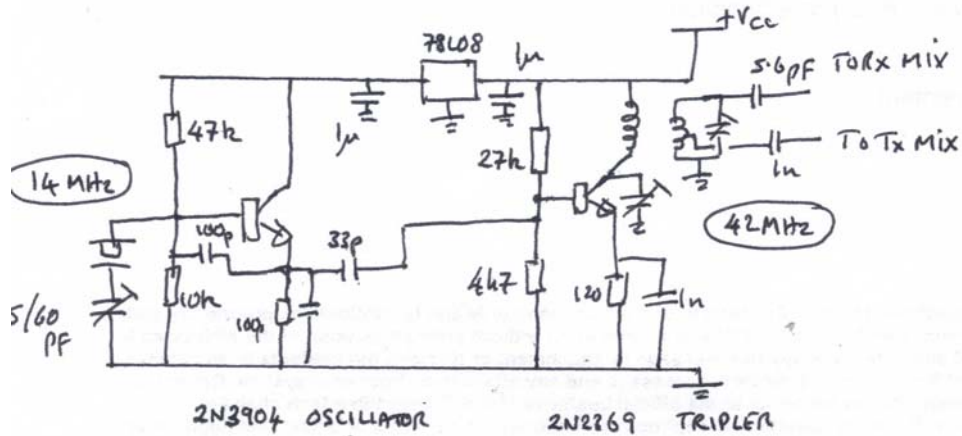 +Vcc
78L08
1µ
1µ
5.6pF TO RX MIX
47k
27k
TO TX MIX
1n
14 MHz
42MHz
100p
33p
10k
4k7
120
1n
5/60
pF
100p
2N3904 OSCILLATOR
2N2369 TRIPLER